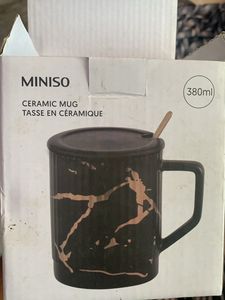 MINISO
380ml
CERAMIC MUG
TASSE EN CÉRAMIQUE